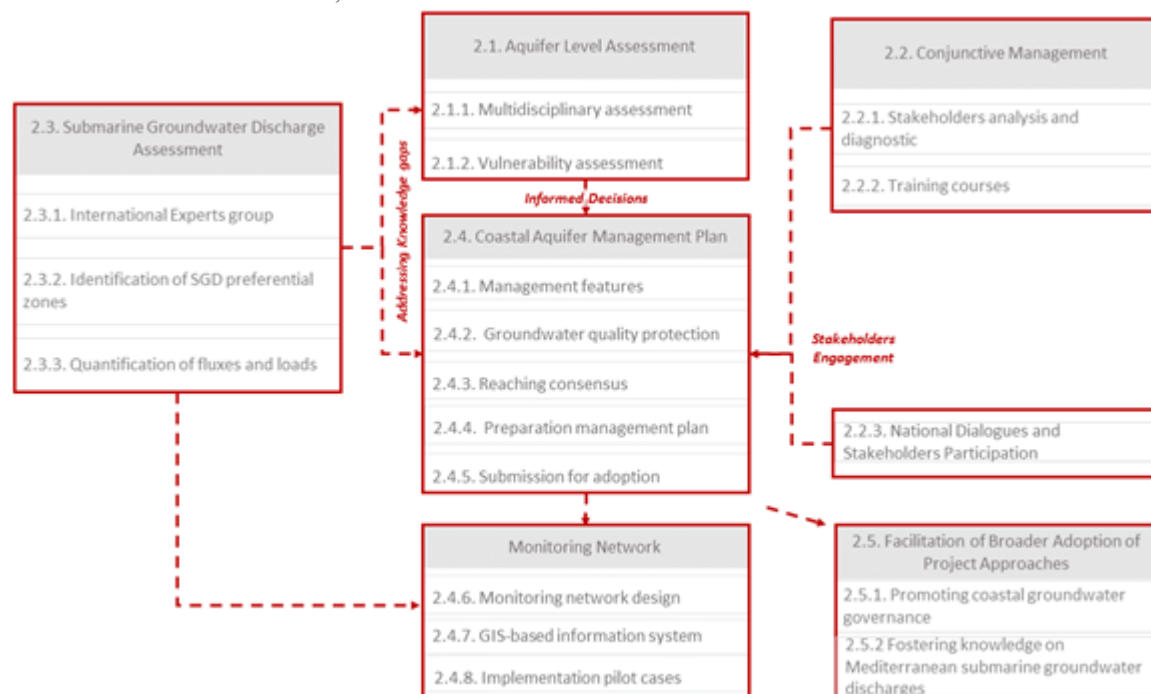 2.1. Aquifer Level Assessment
2.1.1. Multidisciplinary assessment
2.1.2. Vulnerability assessment
2.2. Conjunctive Management
2.2.1. Stakeholders analysis and
diagnostic
2.2.2. Training courses
2.3. Submarine Groundwater Discharge
Assessment
2.3.1. International Experts group
2.3.2. Identification of SGD preferential
zones
2.3.3. Quantification of fluxes and loads
Addressing Knowledge gaps
Informed Decisions
2.4. Coastal Aquifer Management Plan
2.4.1. Management features
2.4.2. Groundwater quality protection
2.4.3. Reaching consensus
2.4.4. Preparation management plan
2.4.5. Submission for adoption
Stakeholders
Engagement
2.2.3. National Dialogues and
Stakeholders Participation
Monitoring Network
2.4.6. Monitoring network design
2.4.7. GIS-based information system
2.4.8. Implementation pilot cases
2.5. Facilitation of Broader Adoption of
Project Approaches
2.5.1. Promoting coastal groundwater
governance
2.5.2 Fostering knowledge on
Mediterranean submarine groundwater
discharges